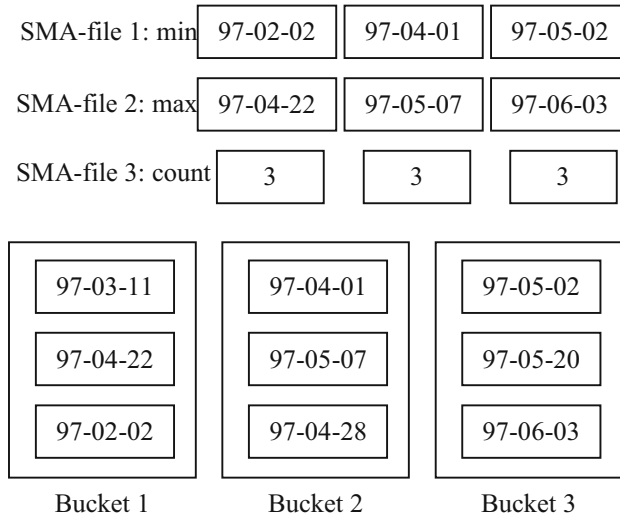 SMA-file 1: min 97-02-02 97-04-01 97-05-02
SMA-file 2: max 97-04-22 97-05-07 97-06-03
SMA-file 3: count 3 3 3
97-03-11 97-04-01 97-05-02
97-04-22 97-05-07 97-05-20
97-02-02 97-04-28 97-06-03
Bucket 1 Bucket 2 Bucket 3